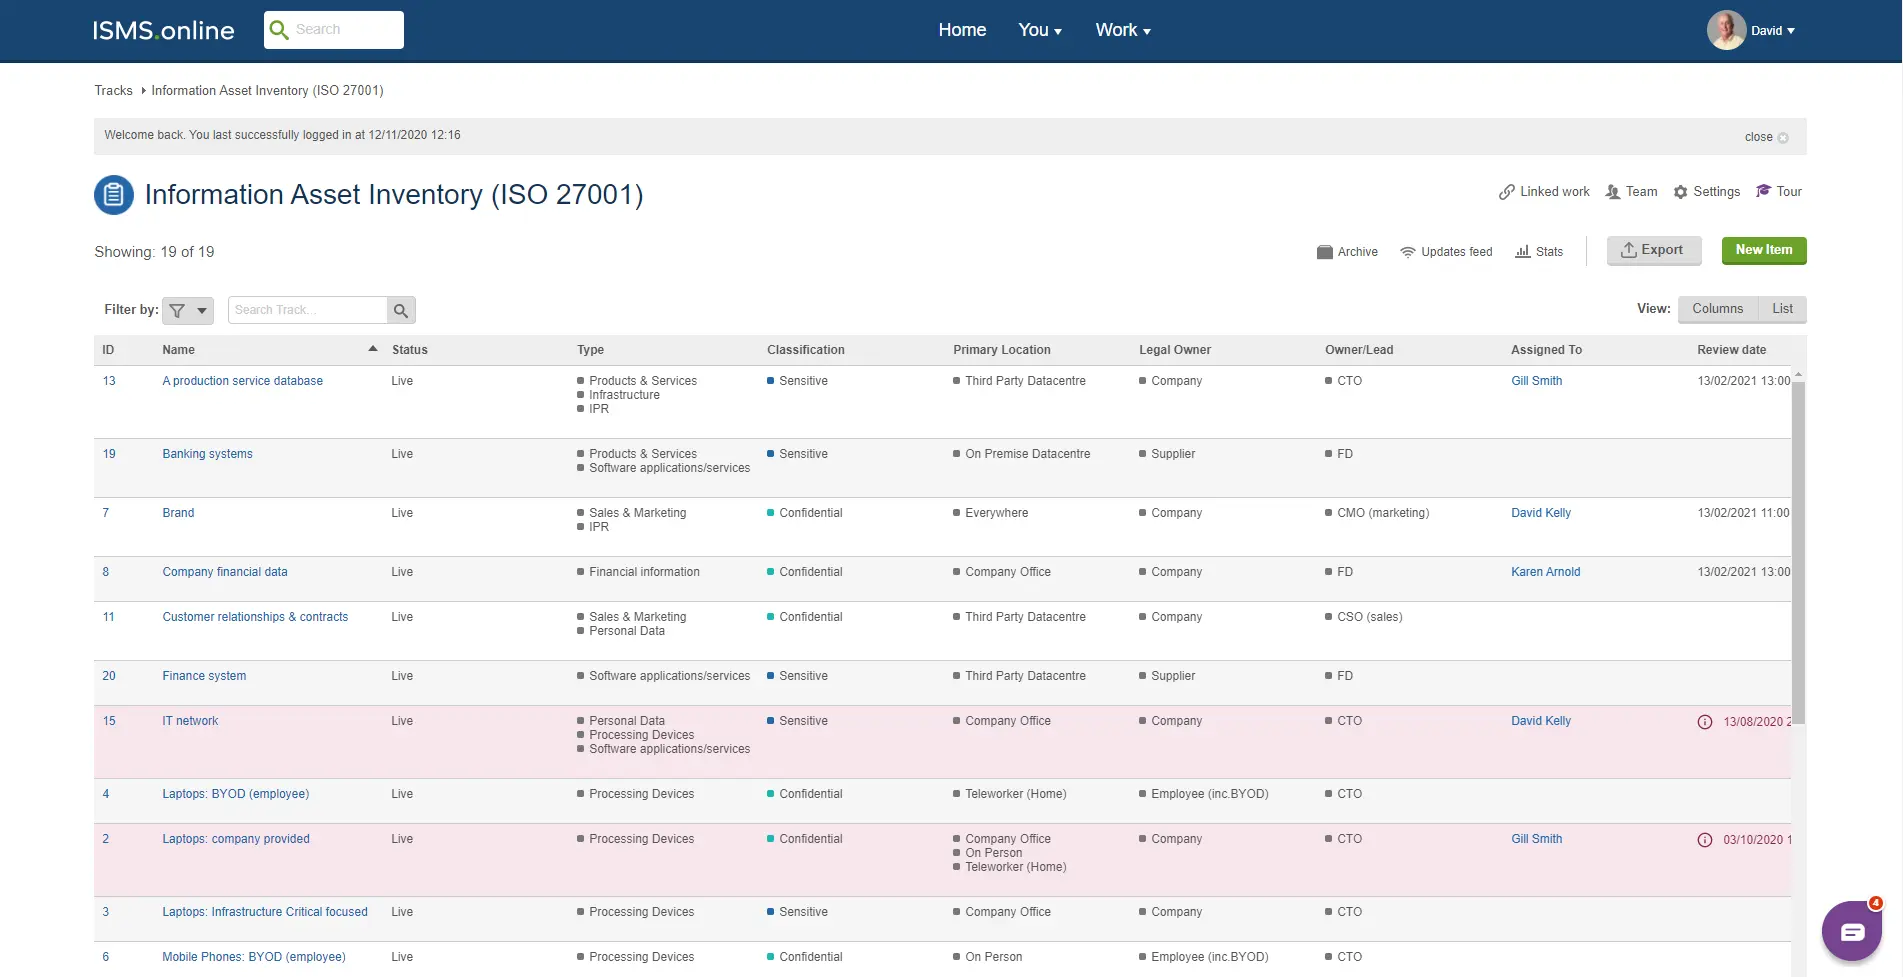 ISMS.online Search Home You Work David
Tracks Information Asset Inventory (ISO 27001)
Welcome back. You last successfully logged in at 12/11/2020 12:16 close
Information Asset Inventory (ISO 27001) Linked work Team Settings Tour
Showing: 19 of 19 Archive Updates feed Stats Export New Item
Filter by: Search Track... View: Columns List
ID Name Status Type Classification Primary Location Legal Owner Owner/Lead Assigned To Review date
13 A production service database Live Products & Services Sensitive Third Party Datacentre Company CTO Gill Smith 13/02/2021 13:00
Infrastructure
IPR
19 Banking systems Live Products & Services Sensitive On Premise Datacentre Supplier FD
Software applications/services
7 Brand Live Sales & Marketing Confidential Everywhere Company CMO (marketing) David Kelly 13/02/2021 11:00
IPR
8 Company financial data Live Financial information Confidential Company Office Company FD Karen Arnold 13/02/2021 13:00
11 Customer relationships & contracts Live Sales & Marketing Confidential Third Party Datacentre Company CSO (sales)
Personal Data
20 Finance system Live Software applications/services Sensitive Third Party Datacentre Supplier FD
15 IT network Live Personal Data Sensitive Company Office Company CTO David Kelly 13/08/2020 2
Processing Devices
Software applications/services
4 Laptops: BYOD (employee) Live Processing Devices Confidential Teleworker (Home) Employee (inc.BYOD) CTO
2 Laptops: company provided Live Processing Devices Confidential Company Office Company CTO Gill Smith 03/10/2020 1
On Person
Teleworker (Home)
3 Laptops: Infrastructure Critical focused Live Processing Devices Sensitive Company Office Company CTO
4
6 Mobile Phones: BYOD (employee) Live Processing Devices Confidential On Person Employee (inc.BYOD) CTO